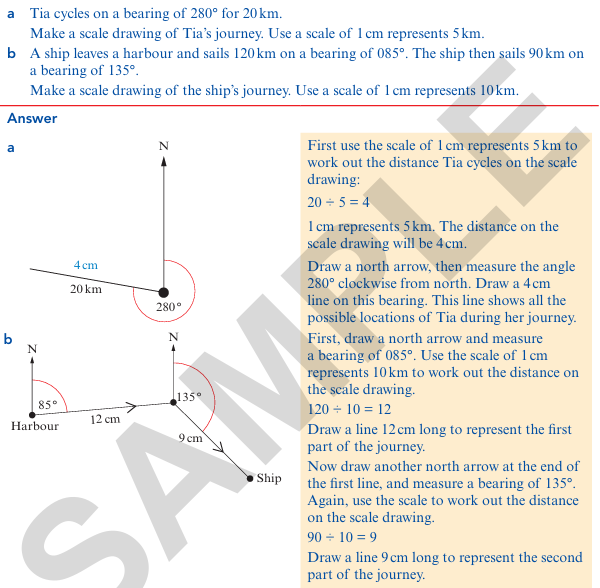 a Tia cycles on a bearing of 280° for 20 km.
Make a scale drawing of Tia's journey. Use a scale of 1 cm represents 5 km.
b A ship leaves a harbour and sails 120 km on a bearing of 085°. The ship then sails 90 km on
a bearing of 135°.
Make a scale drawing of the ship's journey. Use a scale of 1 cm represents 10 km.
Answer
a
N
4 cm
20 km
280°
b
N
85°
Harbour
12 cm
N
135°
9 cm
Ship
First use the scale of 1 cm represents 5 km to
work out the distance Tia cycles on the scale
drawing:
20 ÷ 5 = 4
1 cm represents 5 km. The distance on the
scale drawing will be 4 cm.
Draw a north arrow, then measure the angle
280° clockwise from north. Draw a 4 cm
line on this bearing. This line shows all the
possible locations of Tia during her journey.
First, draw a north arrow and measure
a bearing of 085°. Use the scale of 1 cm
represents 10 km to work out the distance on
the scale drawing.
120 ÷ 10 = 12
Draw a line 12 cm long to represent the first
part of the journey.
Now draw another north arrow at the end of
the first line, and measure a bearing of 135°.
Again, use the scale to work out the distance
on the scale drawing.
90 ÷ 10 = 9
Draw a line 9 cm long to represent the second
part of the journey.
SAMPLE